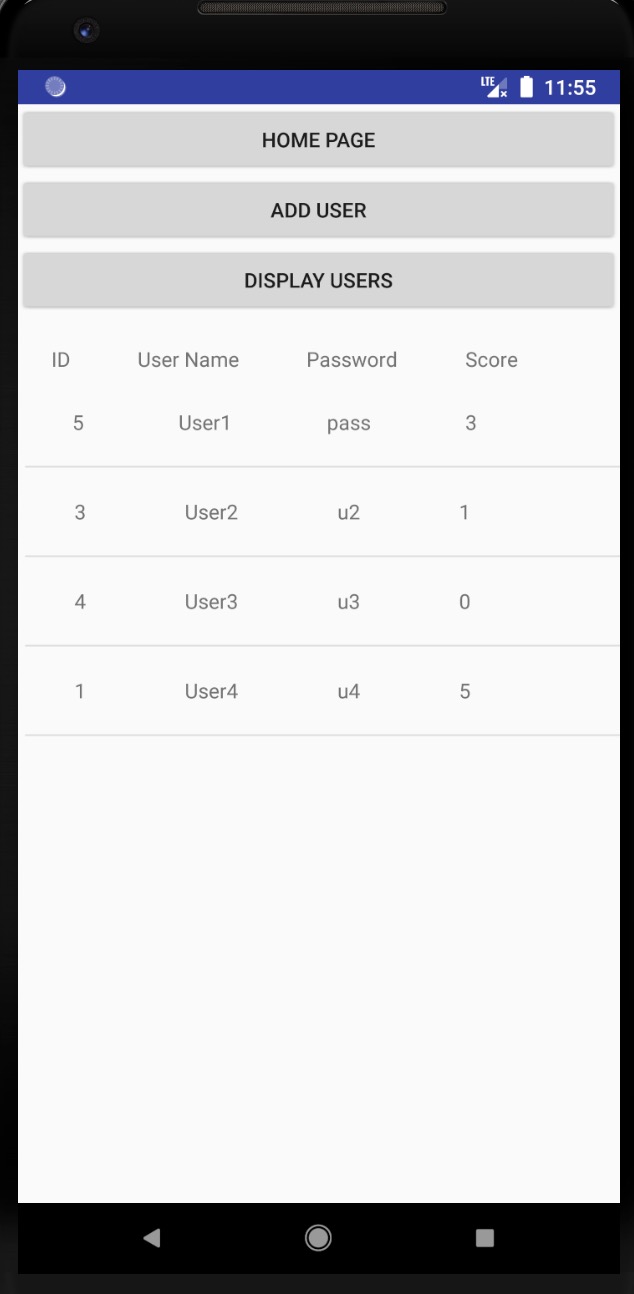 LTE 11:55
HOME PAGE
ADD USER
DISPLAY USERS
ID User Name Password Score
5 User1 pass 3
3 User2 u2 1
4 User3 u3 0
1 User4 u4 5